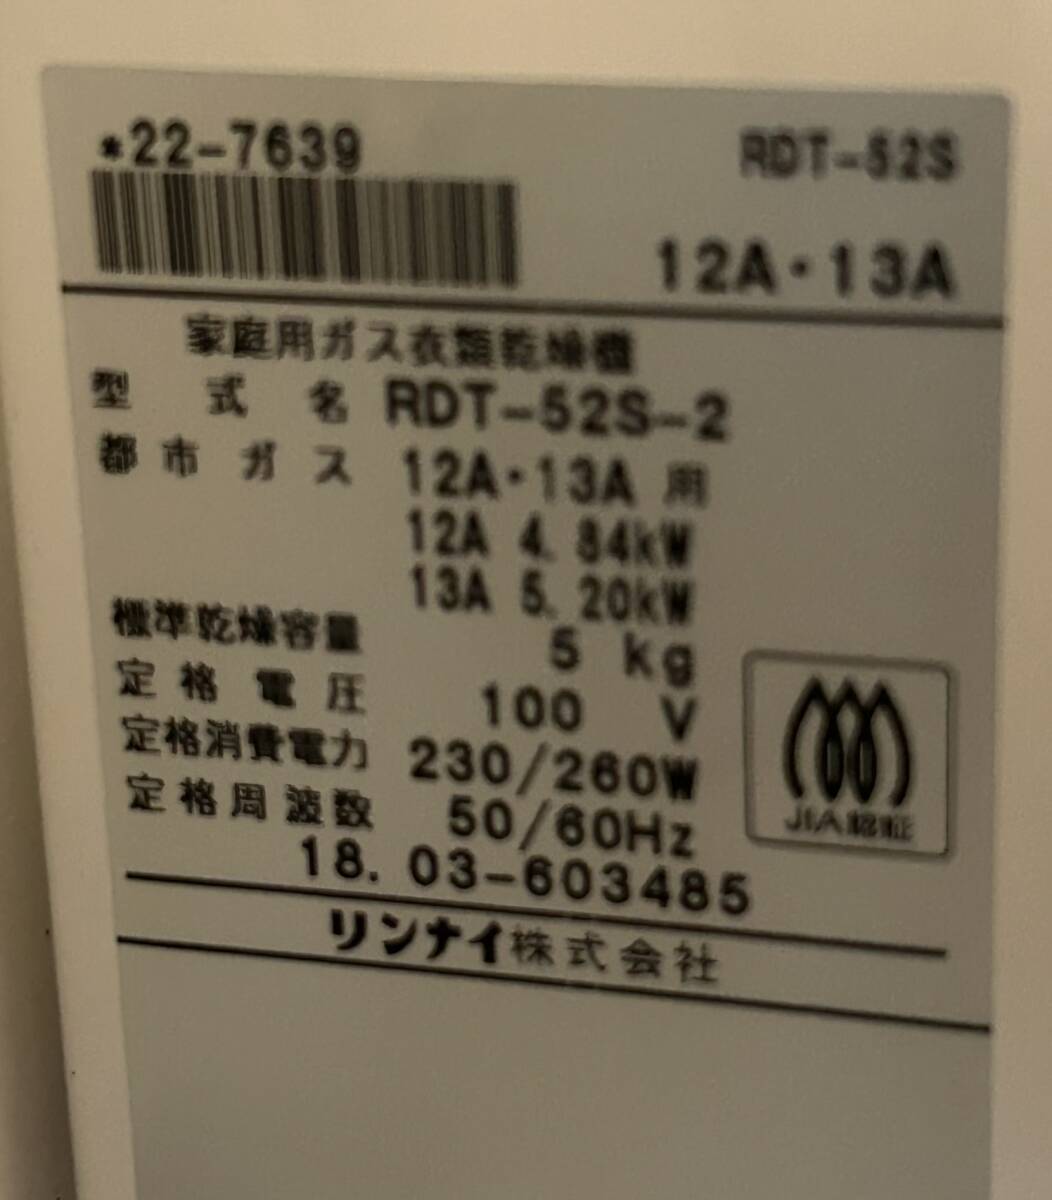 *22-7639
RDT-52S
12A・13A
家庭用ガス衣類乾燥機
型式名 RDT-52S-2
都市ガス 12A・13A 用
12A 4.84kW
13A 5.20kW
標準乾燥容量 5 kg
定格電圧 100 V
定格消費電力 230/260W
定格周波数 50/60Hz
18.03-603485
JIA認証
リンナイ株式会社